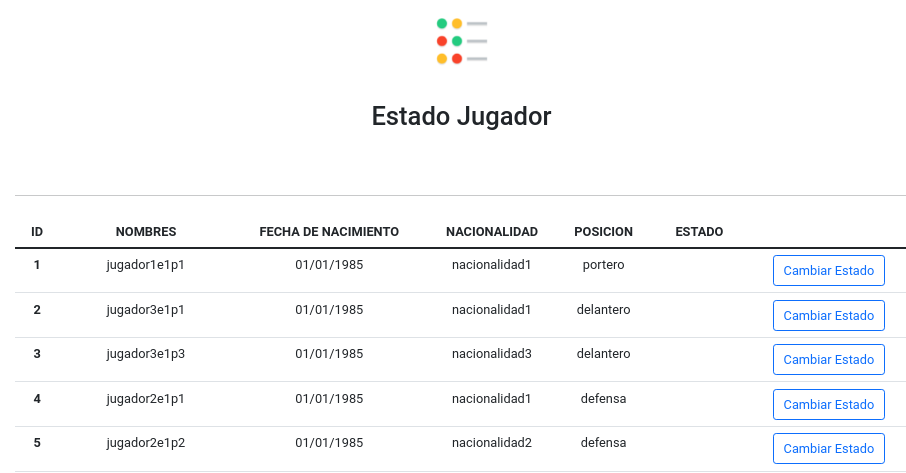 Estado Jugador
ID NOMBRES FECHA DE NACIMIENTO NACIONALIDAD POSICION ESTADO
1 jugador1e1p1 01/01/1985 nacionalidad1 portero Cambiar Estado
2 jugador3e1p1 01/01/1985 nacionalidad1 delantero Cambiar Estado
3 jugador3e1p3 01/01/1985 nacionalidad3 delantero Cambiar Estado
4 jugador2e1p1 01/01/1985 nacionalidad1 defensa Cambiar Estado
5 jugador2e1p2 01/01/1985 nacionalidad2 defensa Cambiar Estado